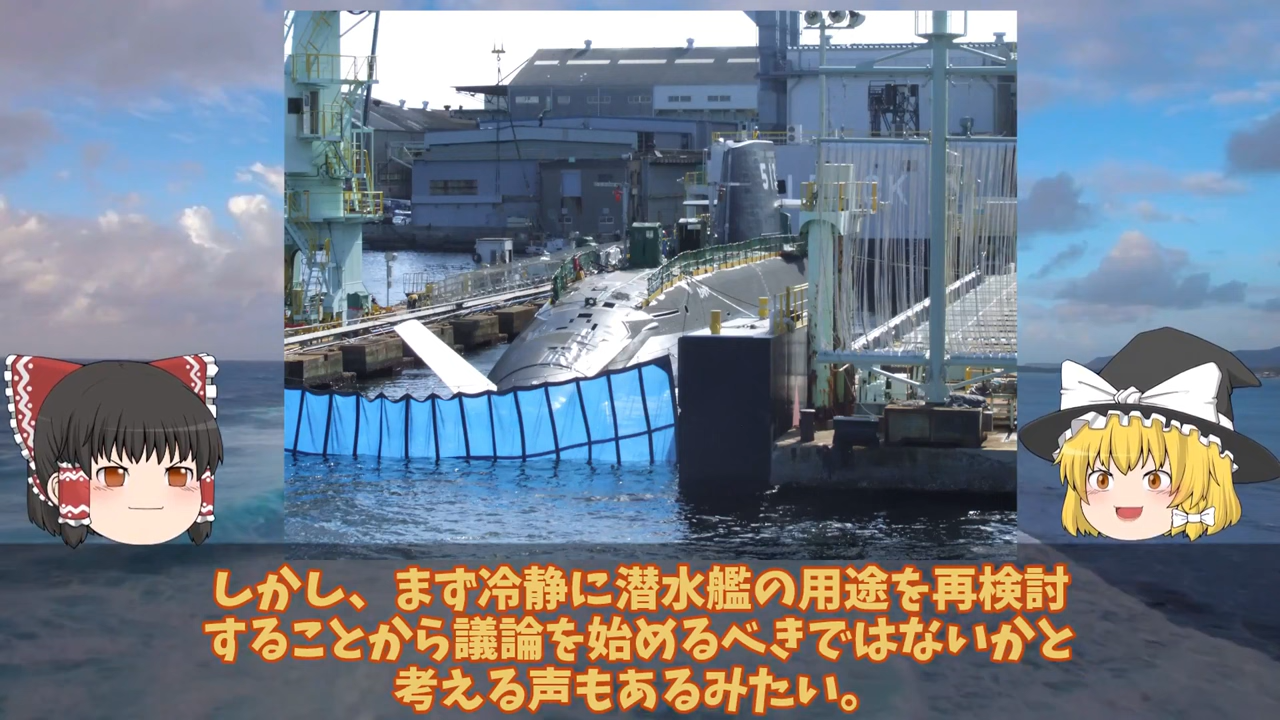 しかし、まず冷静に潜水艦の用途を再検討
することから議論を始めるべきではないかと
考える声もあるみたい。